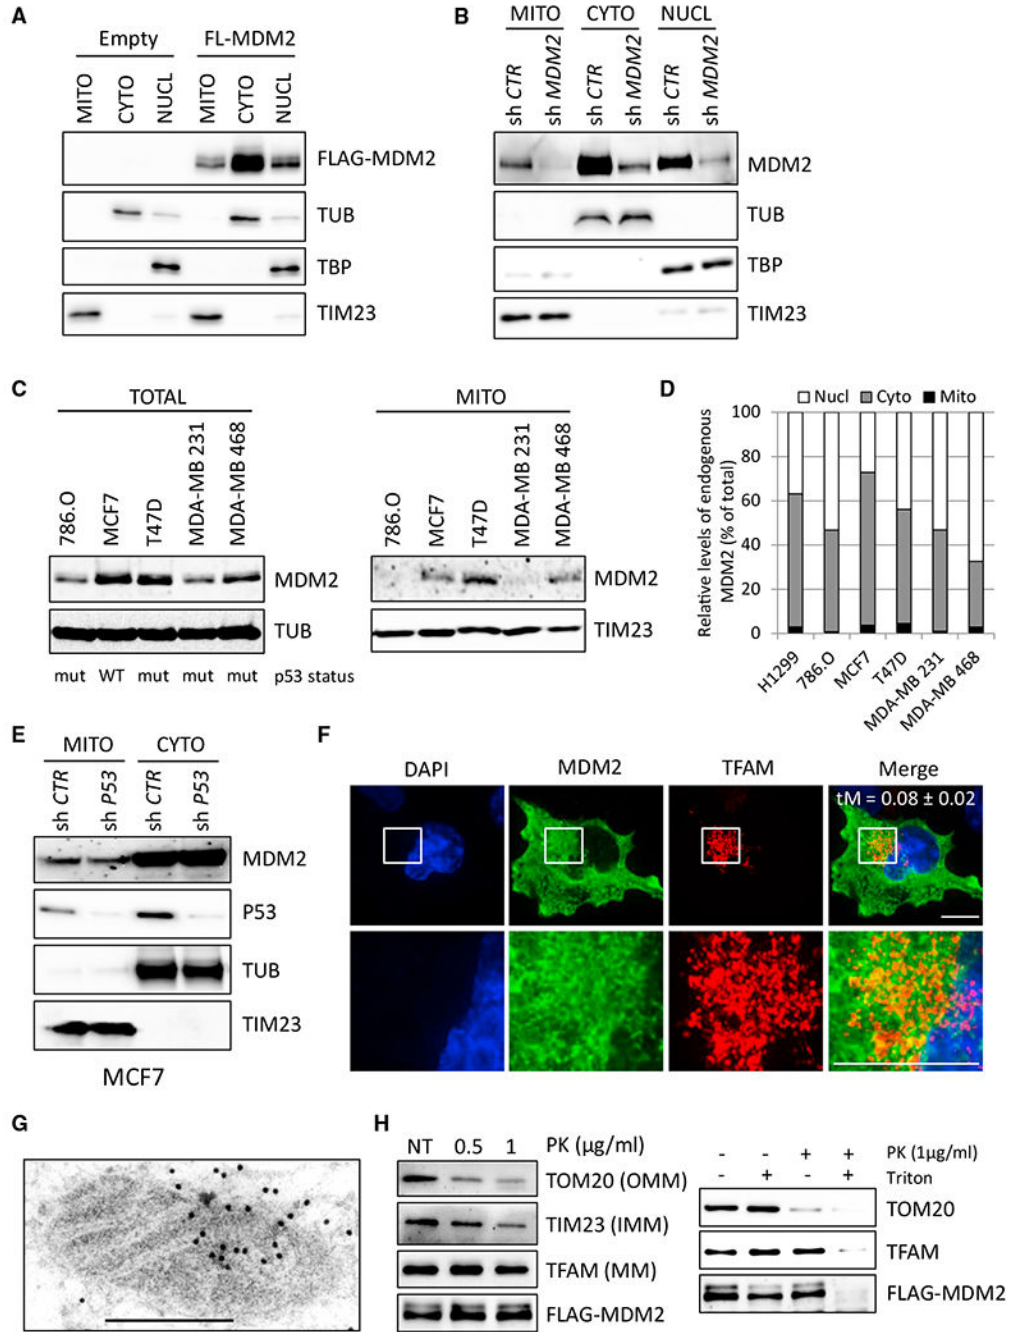 A
Empty FL-MDM2
MITO CYTO NUCL MITO CYTO NUCL
FLAG-MDM2
TUB
TBP
TIM23
B
MITO CYTO NUCL
sh CTR sh MDM2 sh CTR sh MDM2 sh CTR sh MDM2
MDM2
TUB
TBP
TIM23
C
TOTAL
786.O MCF7 T47D MDA-MB 231 MDA-MB 468
MDM2
TUB
mut WT mut mut mut p53 status
MITO
786.O MCF7 T47D MDA-MB 231 MDA-MB 468
MDM2
TIM23
D
Nucl Cyto Mito
Relative levels of endogenous
MDM2 (% of total)
100
80
60
40
20
0
H1299 786.O MCF7 T47D MDA-MB 231 MDA-MB 468
E
MITO CYTO
sh CTR sh P53 sh CTR sh P53
MDM2
P53
TUB
TIM23
MCF7
F
DAPI MDM2 TFAM Merge
tM = 0.08 ± 0.02
G
H
NT 0.5 1 PK (µg/ml)
TOM20 (OMM)
TIM23 (IMM)
TFAM (MM)
FLAG-MDM2
- - + + PK (1µg/ml)
- + - + Triton
TOM20
TFAM
FLAG-MDM2